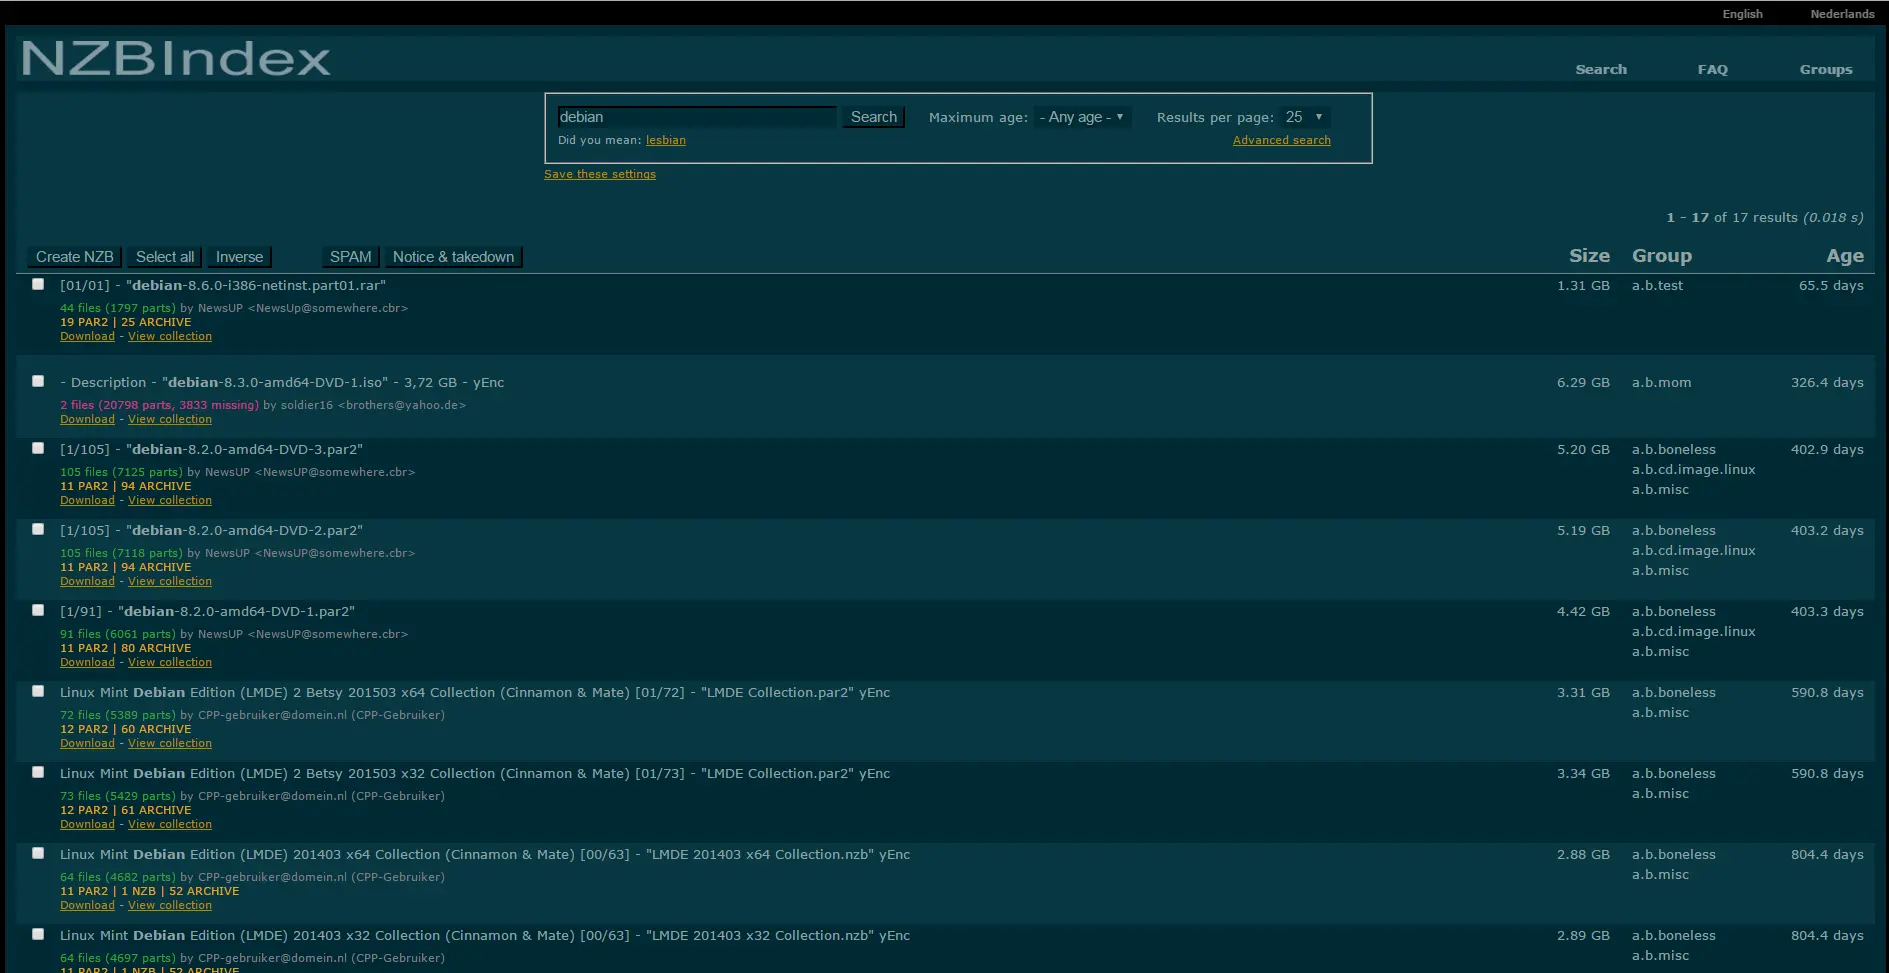 English Nederlands
NZBIndex
Search FAQ Groups
debian Search Maximum age: - Any age - ▼ Results per page: 25 ▼
Did you mean: lesbian Advanced search
Save these settings
1 - 17 of 17 results (0.018 s)
Create NZB Select all Inverse SPAM Notice & takedown Size Group Age
[01/01] - "debian-8.6.0-i386-netinst.part01.rar" 1.31 GB a.b.test 65.5 days
44 files (1797 parts) by NewsUP <NewsUp@somewhere.cbr>
19 PAR2 | 25 ARCHIVE
Download - View collection
- Description - "debian-8.3.0-amd64-DVD-1.iso" - 3,72 GB - yEnc 6.29 GB a.b.mom 326.4 days
2 files (20798 parts, 3833 missing) by soldier16 <brothers@yahoo.de>
Download - View collection
[1/105] - "debian-8.2.0-amd64-DVD-3.par2" 5.20 GB a.b.boneless 402.9 days
a.b.cd.image.linux
105 files (7125 parts) by NewsUP <NewsUP@somewhere.cbr>
11 PAR2 | 94 ARCHIVE a.b.misc
Download - View collection
[1/105] - "debian-8.2.0-amd64-DVD-2.par2" 5.19 GB a.b.boneless 403.2 days
a.b.cd.image.linux
105 files (7118 parts) by NewsUP <NewsUP@somewhere.cbr>
11 PAR2 | 94 ARCHIVE a.b.misc
Download - View collection
[1/91] - "debian-8.2.0-amd64-DVD-1.par2" 4.42 GB a.b.boneless 403.3 days
a.b.cd.image.linux
91 files (6061 parts) by NewsUP <NewsUP@somewhere.cbr>
11 PAR2 | 80 ARCHIVE a.b.misc
Download - View collection
Linux Mint Debian Edition (LMDE) 2 Betsy 201503 x64 Collection (Cinnamon & Mate) [01/72] - "LMDE Collection.par2" yEnc 3.31 GB a.b.boneless 590.8 days
72 files (5389 parts) by CPP-gebruiker@domein.nl (CPP-Gebruiker) a.b.misc
12 PAR2 | 60 ARCHIVE
Download - View collection
Linux Mint Debian Edition (LMDE) 2 Betsy 201503 x32 Collection (Cinnamon & Mate) [01/73] - "LMDE Collection.par2" yEnc 3.34 GB a.b.boneless 590.8 days
73 files (5429 parts) by CPP-gebruiker@domein.nl (CPP-Gebruiker) a.b.misc
12 PAR2 | 61 ARCHIVE
Download - View collection
Linux Mint Debian Edition (LMDE) 201403 x64 Collection (Cinnamon & Mate) [00/63] - "LMDE 201403 x64 Collection.nzb" yEnc 2.88 GB a.b.boneless 804.4 days
64 files (4682 parts) by CPP-gebruiker@domein.nl (CPP-Gebruiker) a.b.misc
11 PAR2 | 1 NZB | 52 ARCHIVE
Download - View collection
Linux Mint Debian Edition (LMDE) 201403 x32 Collection (Cinnamon & Mate) [00/63] - "LMDE 201403 x32 Collection.nzb" yEnc 2.89 GB a.b.boneless 804.4 days
64 files (4697 parts) by CPP-gebruiker@domein.nl (CPP-Gebruiker) a.b.misc
11 PAR2 | 1 NZB | 52 ARCHIVE